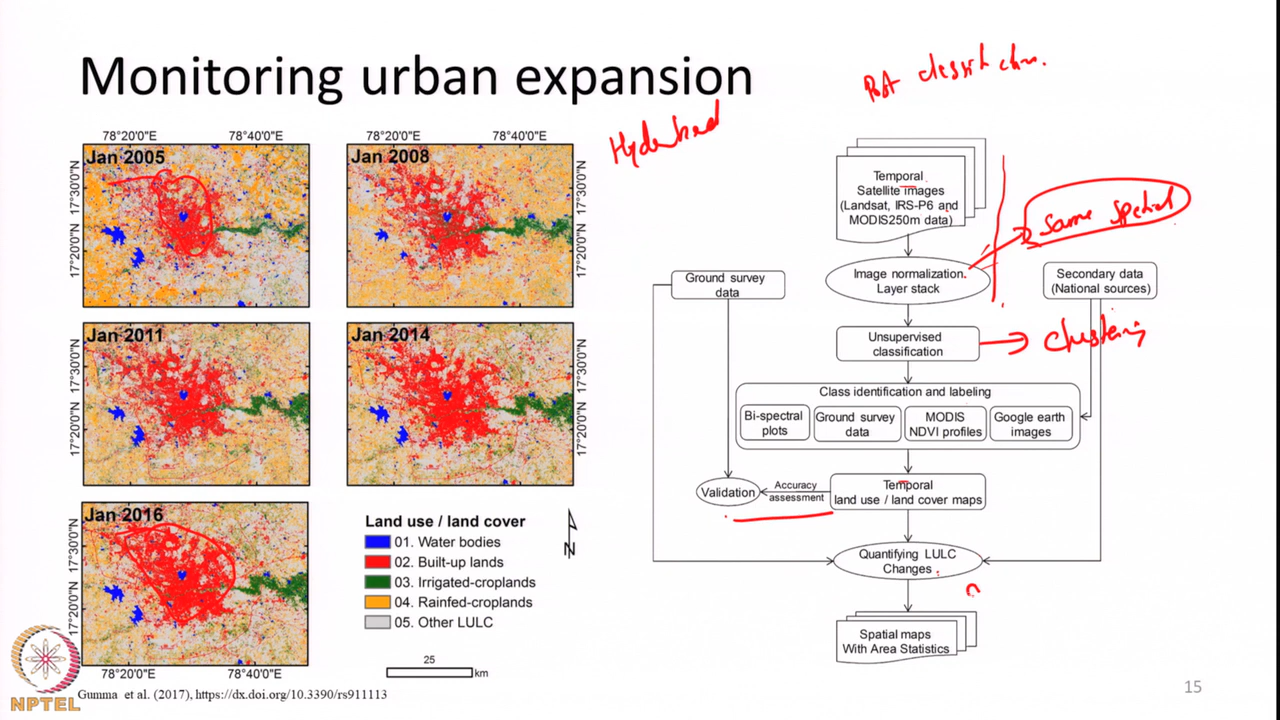 Monitoring urban expansion
Hyderabad
78°20'0"E 78°40'0"E 78°20'0"E 78°40'0"E
Jan 2005
Jan 2008
17°30'0"N
17°20'0"N
17°30'0"N
17°20'0"N
Jan 2011
Jan 2014
17°30'0"N
17°20'0"N
17°30'0"N
17°20'0"N
Jan 2016
17°30'0"N
17°20'0"N
78°20'0"E 78°40'0"E
Land use / land cover
01. Water bodies
02. Built-up lands
03. Irrigated-croplands
04. Rainfed-croplands
05. Other LULC
N
25
km
Temporal
Satellite images
(Landsat, IRS-P6 and
MODIS250m data)
same spatial
Ground survey
data
Image normalization.
Layer stack
Secondary data
(National sources)
Unsupervised
classification
clustering
Class identification and labeling
Bi-spectral
plots
Ground survey
data
MODIS
NDVI profiles
Google earth
images
Validation
Accuracy
assessment
Temporal
land use / land cover maps
Quantifying LULC
Changes
Spatial maps
With Area Statistics
NPTEL
Gumma et al. (2017), https://dx.doi.org/10.3390/rs911113
15